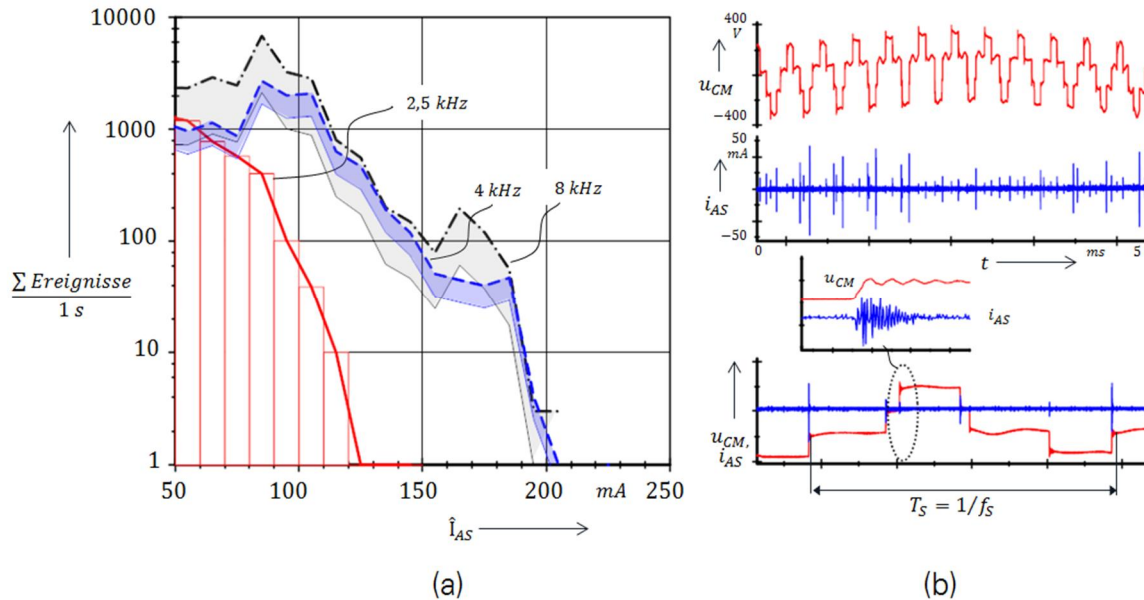 10000
1000
100
10
1
∑ Ereignisse
1 s
2,5 kHz
4 kHz
8 kHz
50
100
150
200
mA
250
Î_AS
(a)
400
V
u_CM
−400
50
mA
i_AS
−50
0
t
ms
5
u_CM
i_AS
u_CM,
i_AS
T_S = 1/f_S
(b)